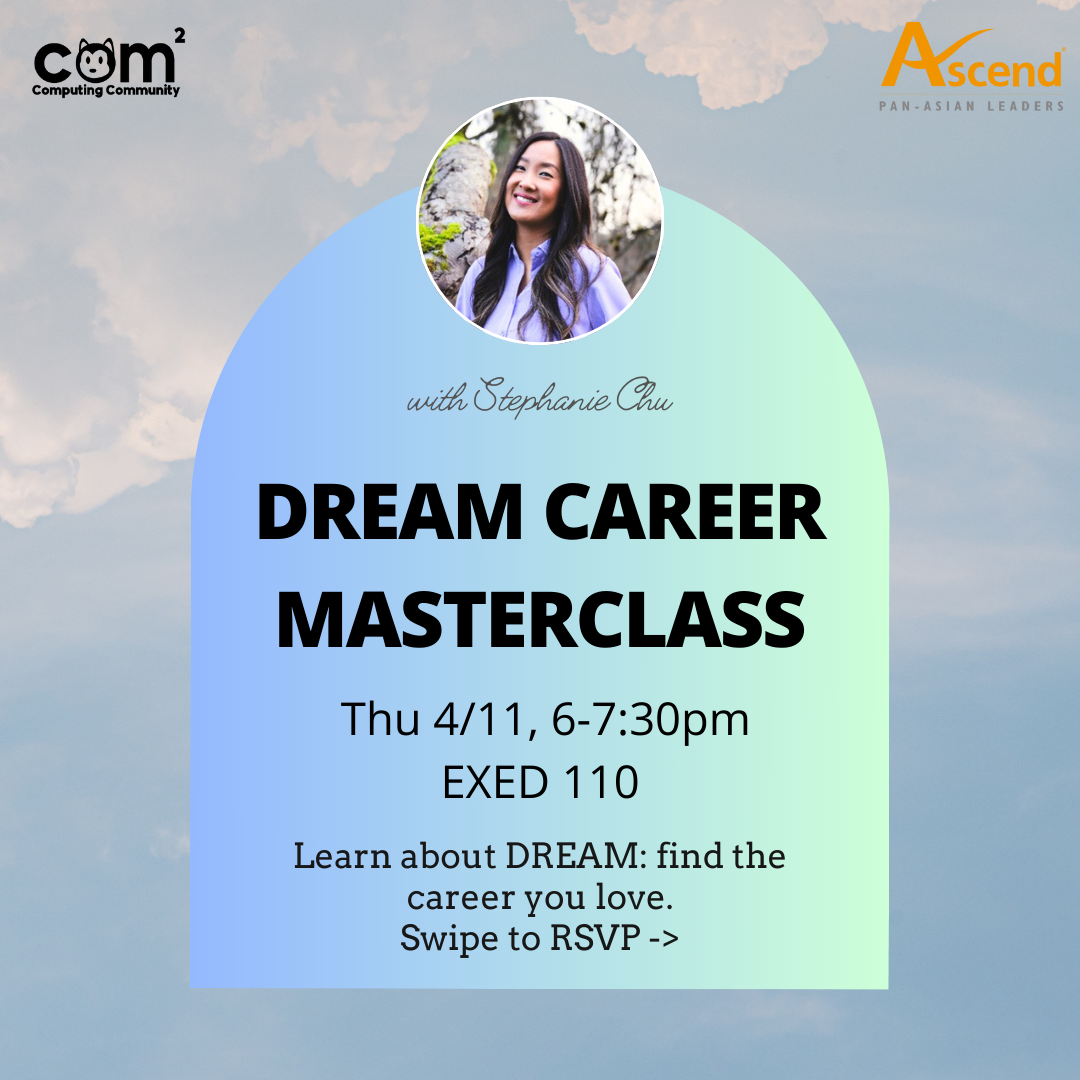 com²
Computing Community
Ascend®
PAN-ASIAN LEADERS
with Stephanie Chu
DREAM CAREER
MASTERCLASS
Thu 4/11, 6-7:30pm
EXED 110
Learn about DREAM: find the
career you love.
Swipe to RSVP ->